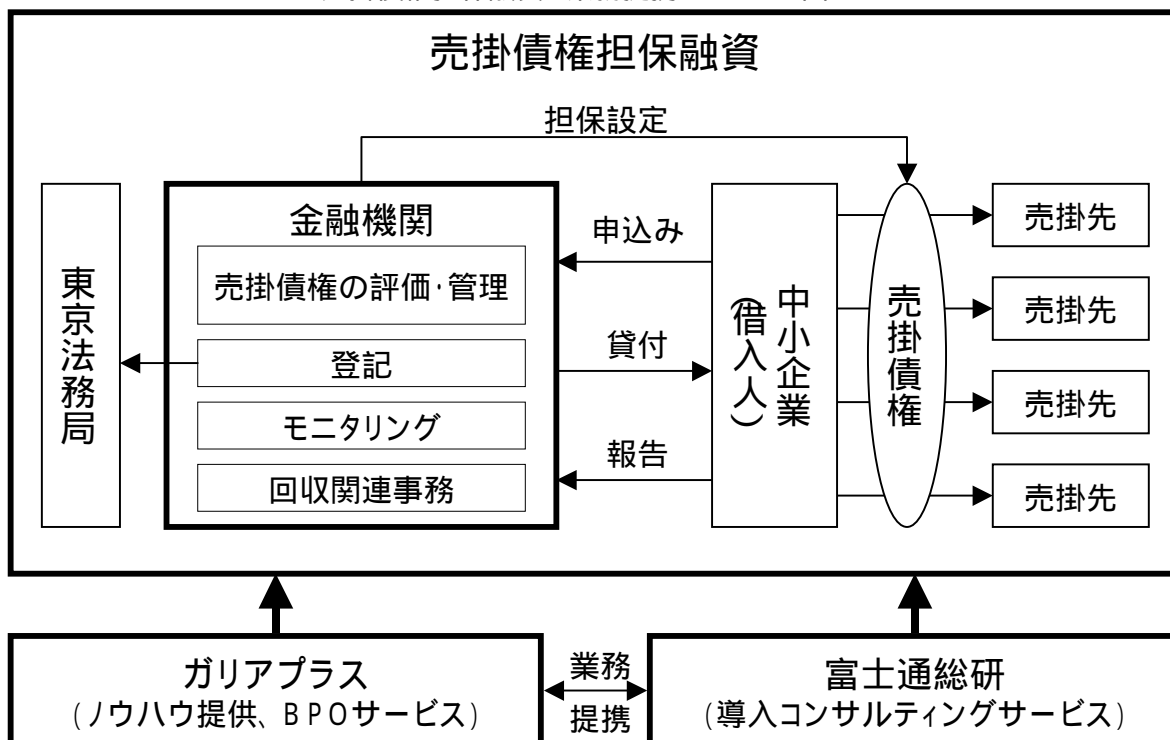 売掛債権担保融資
担保設定
東京法務局
金融機関
売掛債権の評価・管理
登記
モニタリング
回収関連事務
申込み
貸付
報告
中小企業
(借入人)
売掛債権
売掛先
売掛先
売掛先
売掛先
ガリアプラス
(ノウハウ提供、BPOサービス)
業務
提携
富士通総研
(導入コンサルティングサービス)